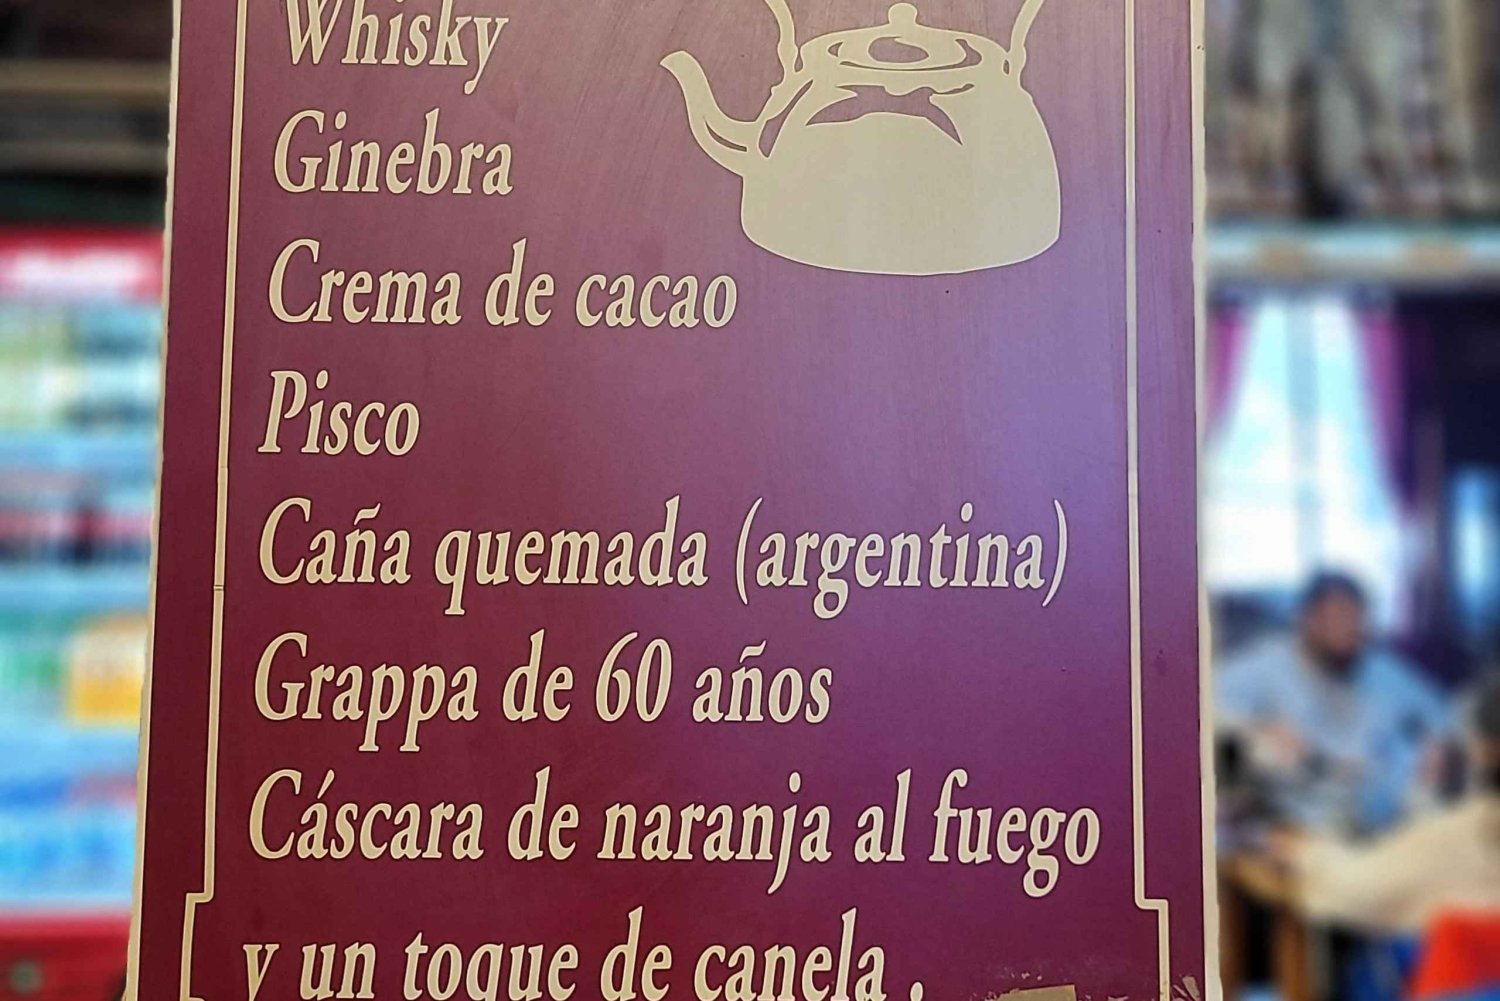 Whisky
Ginebra
Crema de cacao
Pisco
Caña quemada (argentina)
Grappa de 60 años
Cáscara de naranja al fuego
y un toque de canela .